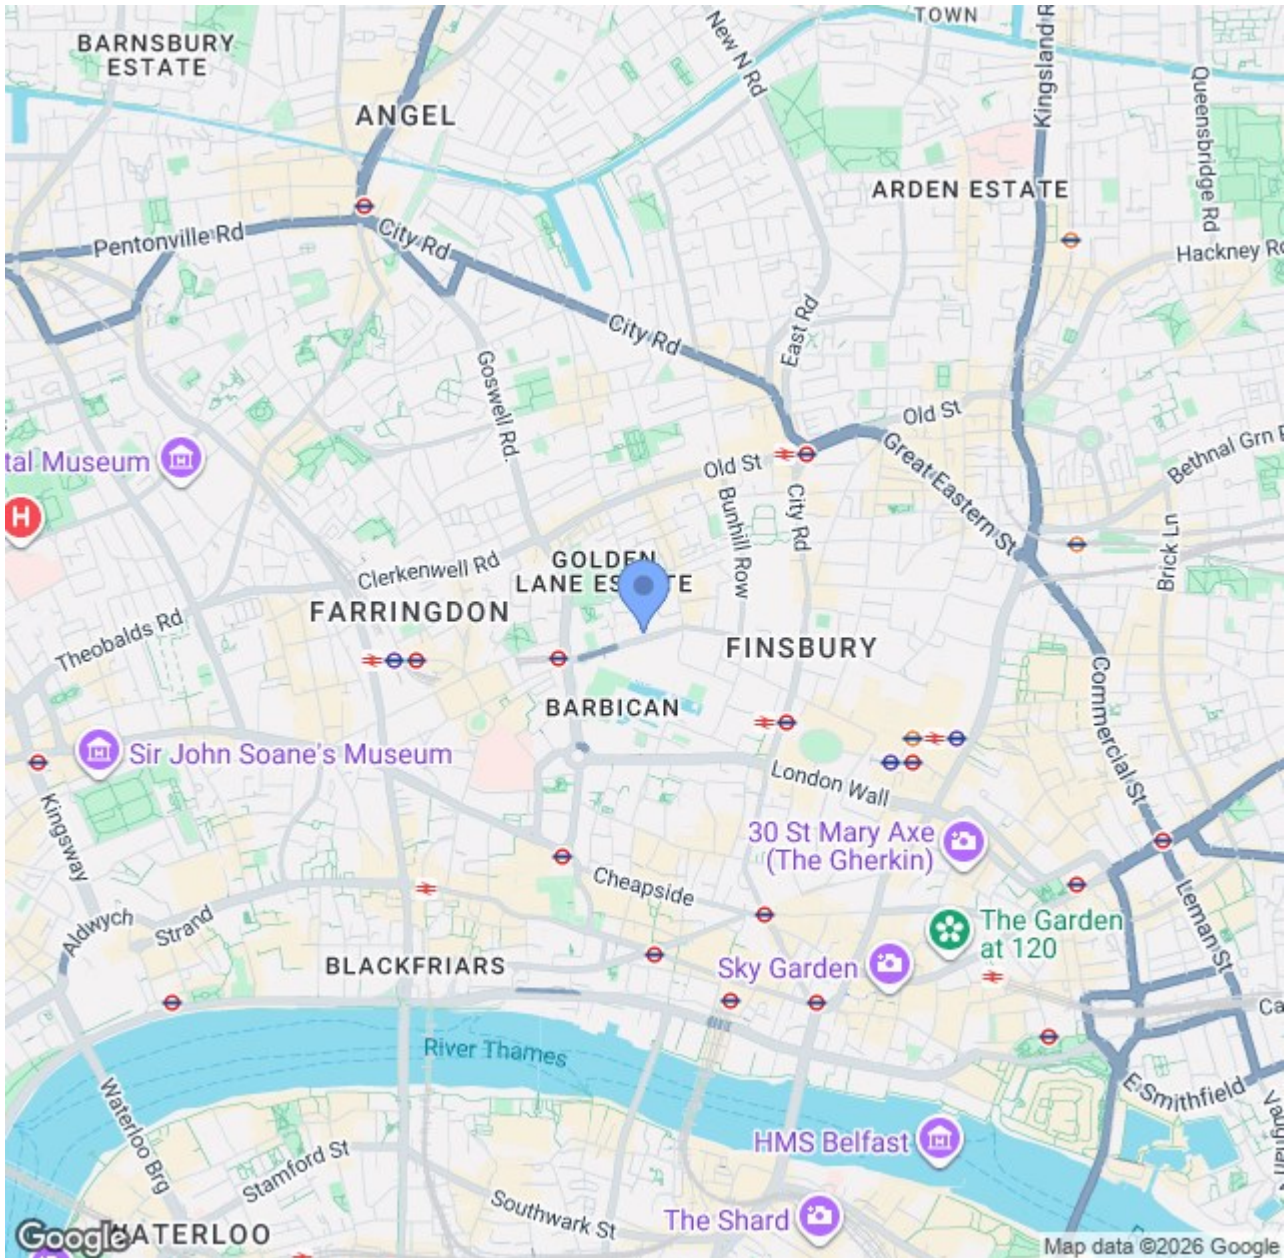 TOWN
New N Rd
BARNSBURY
ESTATE
Kingsland R
Queensbridge Rd
ANGEL
ARDEN ESTATE
Pentonville Rd
City Rd
Hackney Rd
East Rd
City Rd
Goswell Rd.
Old St
tal Museum
Old St
Great Eastern St
Bethnal Grn R
H
Bunhill Row
City Rd
Brick Ln
GOLDEN
LANE ESTATE
Clerkenwell Rd
FARRINGDON
Theobalds Rd
FINSBURY
Commercial St
BARBICAN
Sir John Soane's Museum
London Wall
Kingsway
30 St Mary Axe
(The Gherkin)
Cheapside
Leman St
Aldwych
Strand
The Garden
at 120
BLACKFRIARS
Sky Garden
Ca
River Thames
E Smithfield
Waterloo Brg
HMS Belfast
Stamford St
Southwark St
The Shard
WATERLOO
Google
Map data ©2026 Google